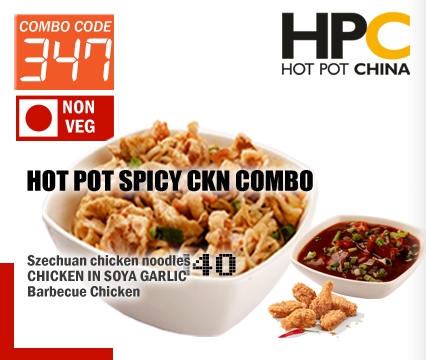 COMBO CODE
347
NON
VEG
HPC
HOT POT CHINA
HOT POT SPICY CKN COMBO
Szechuan chicken noodles
40
CHICKEN IN SOYA GARLIC
Barbecue Chicken